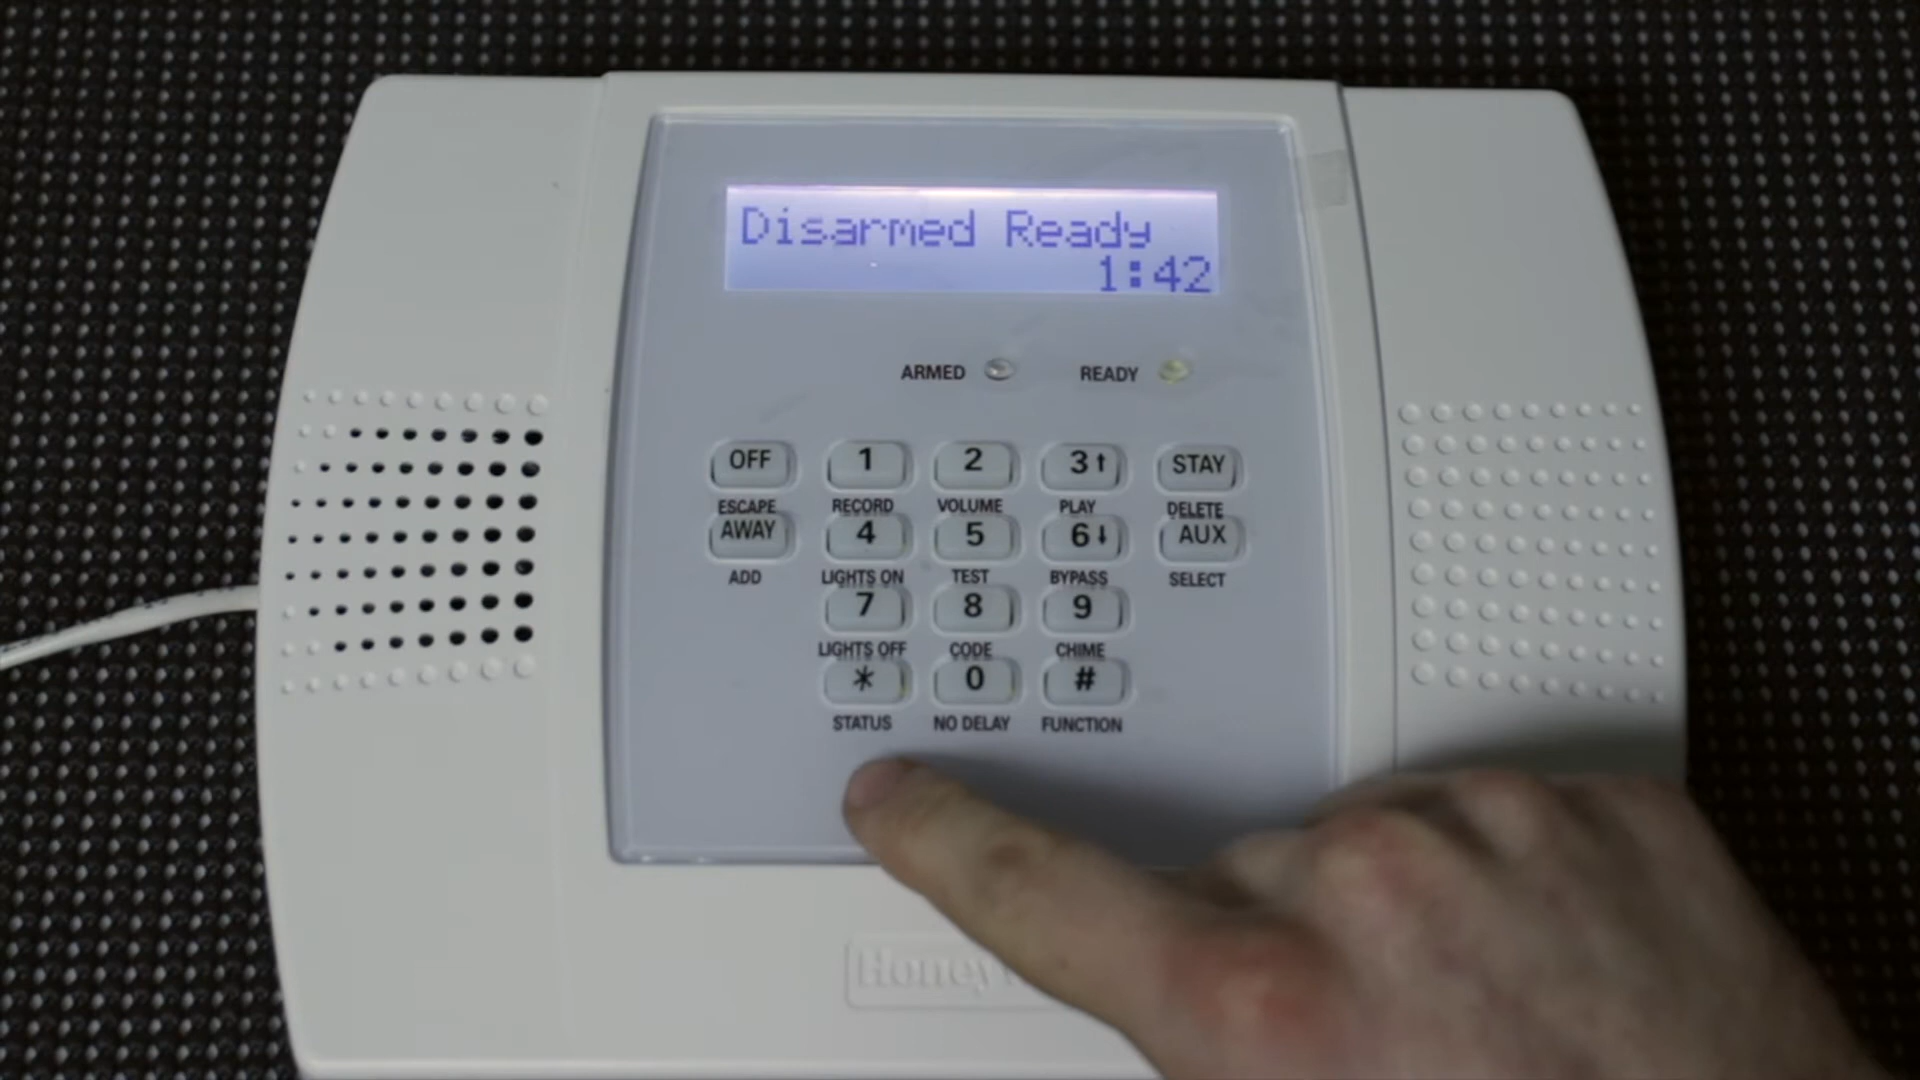 Disarmed Ready
1:42
ARMED READY
OFF 1 2 3↑ STAY
ESCAPE RECORD VOLUME PLAY DELETE
AWAY 4 5 6↓ AUX
ADD LIGHTS ON TEST BYPASS SELECT
7 8 9
LIGHTS OFF CODE CHIME
* 0 #
STATUS NO DELAY FUNCTION